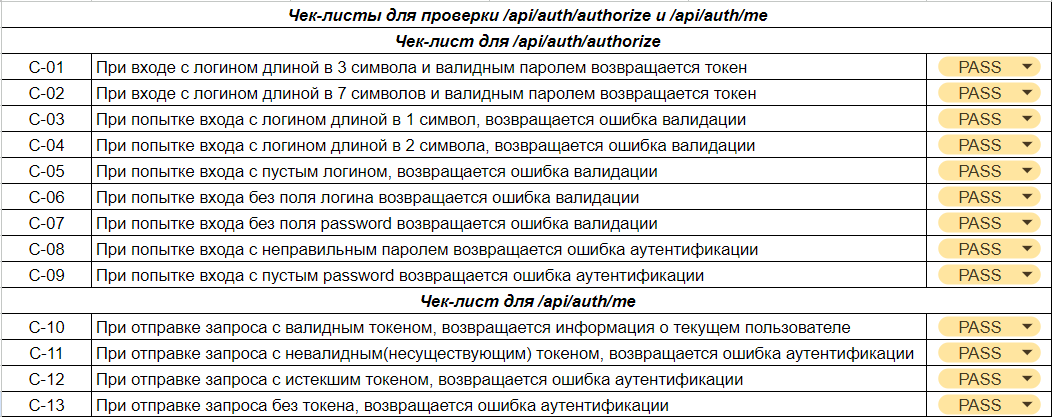 Чек-листы для проверки /api/auth/authorize и /api/auth/me
Чек-лист для /api/auth/authorize
C-01 При входе с логином длиной в 3 символа и валидным паролем возвращается токен PASS
C-02 При входе с логином длиной в 7 символов и валидным паролем возвращается токен PASS
C-03 При попытке входа с логином длиной в 1 символ, возвращается ошибка валидации PASS
C-04 При попытке входа с логином длиной в 2 символа, возвращается ошибка валидации PASS
C-05 При попытке входа с пустым логином, возвращается ошибка валидации PASS
C-06 При попытке входа без поля логина возвращается ошибка валидации PASS
C-07 При попытке входа без поля password возвращается ошибка валидации PASS
C-08 При попытке входа с неправильным паролем возвращается ошибка аутентификации PASS
C-09 При попытке входа с пустым password возвращается ошибка аутентификации PASS
Чек-лист для /api/auth/me
C-10 При отправке запроса с валидным токеном, возвращается информация о текущем пользователе PASS
C-11 При отправке запроса с невалидным(несуществующим) токеном, возвращается ошибка аутентификации PASS
C-12 При отправке запроса с истекшим токеном, возвращается ошибка аутентификации PASS
C-13 При отправке запроса без токена, возвращается ошибка аутентификации PASS